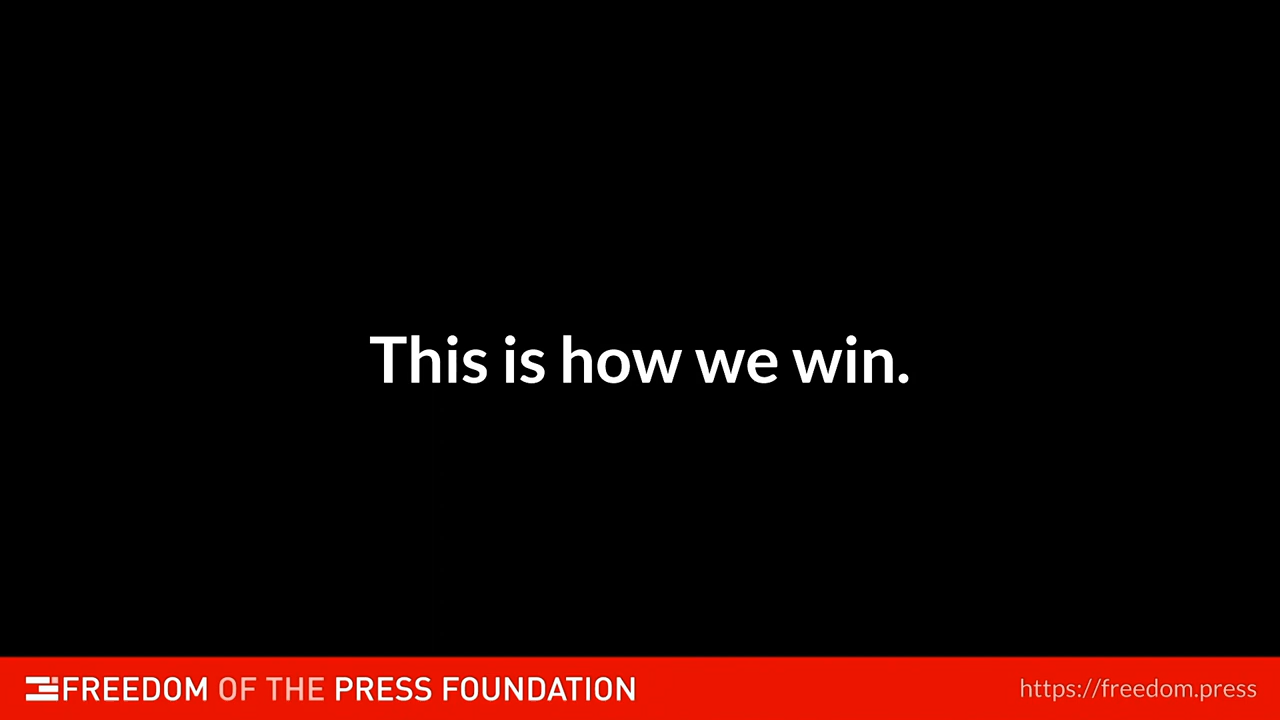 This is how we win.
FREEDOM OF THE PRESS FOUNDATION
https://freedom.press